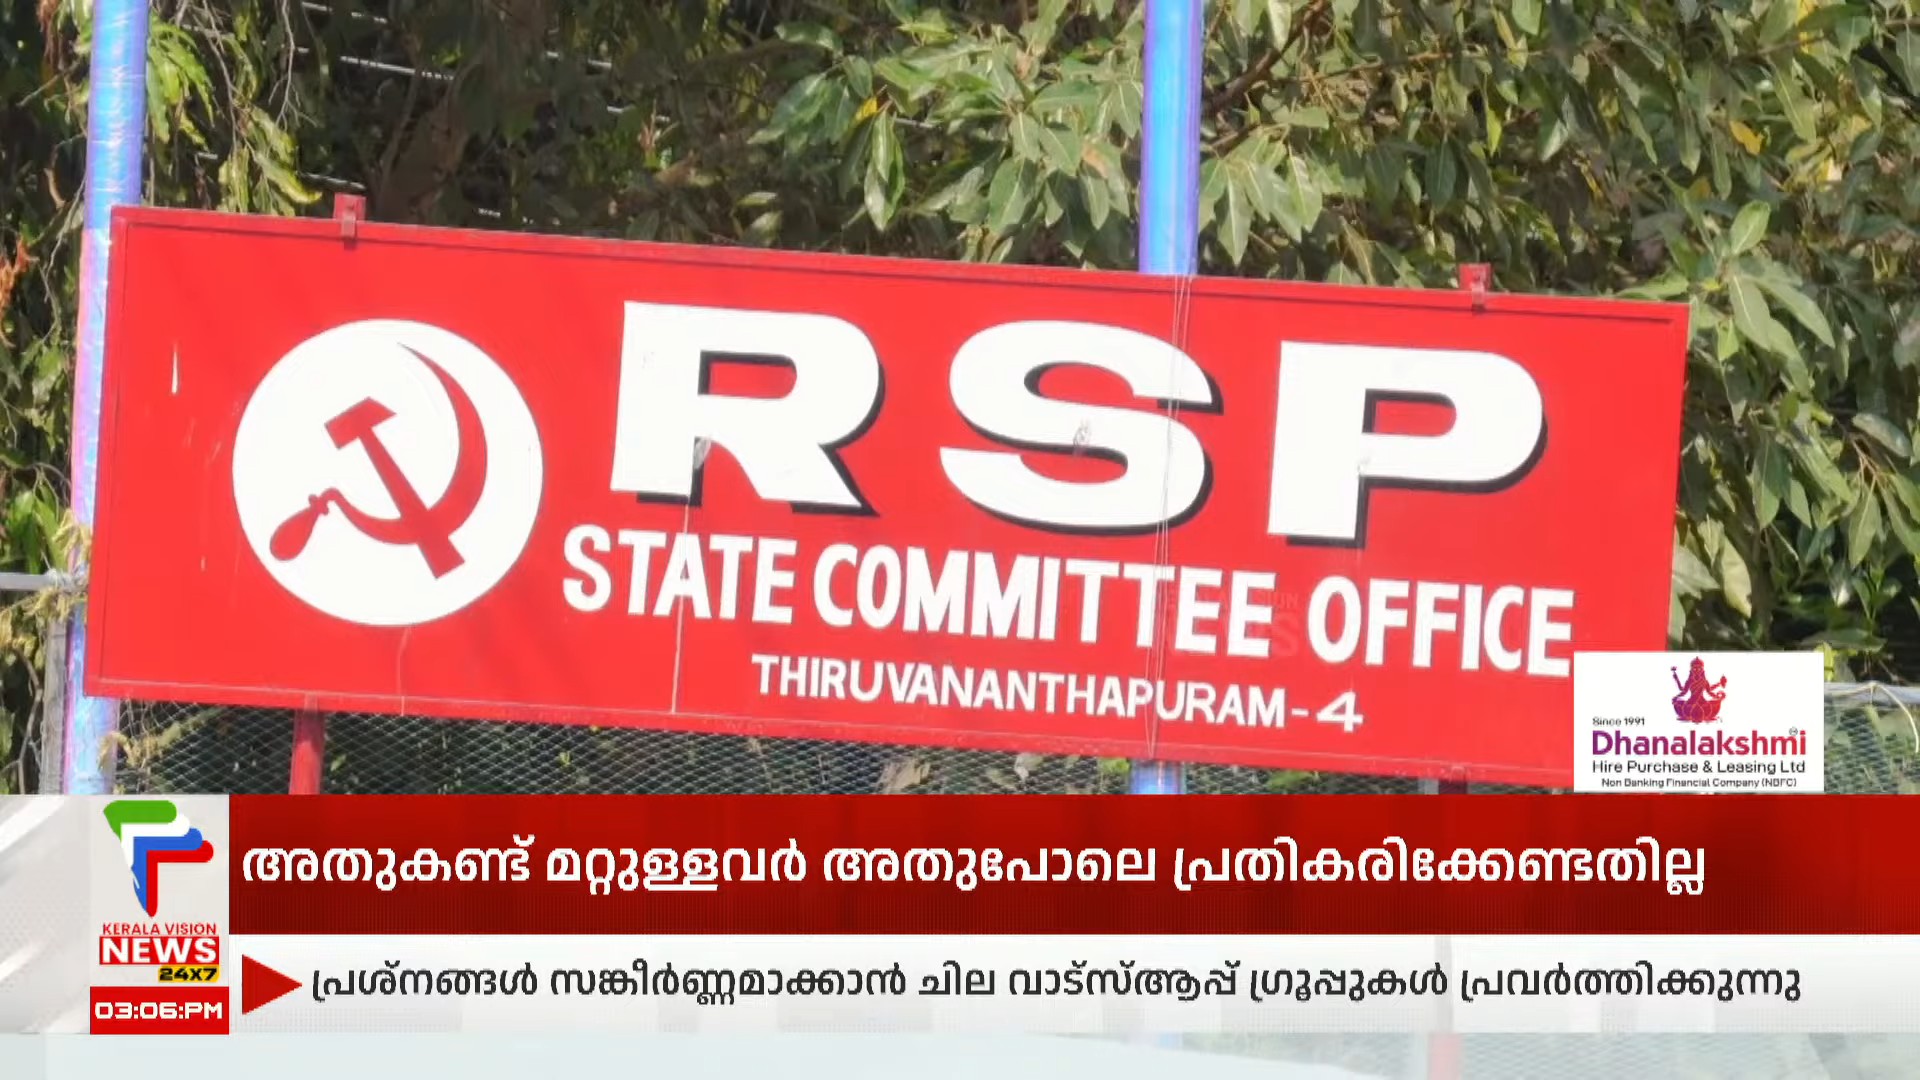 RSP
STATE COMMITTEE OFFICE
THIRUVANANTHAPURAM-4
Since 1991
Dhanalakshmi
Hire Purchase & Leasing Ltd
Non Banking Financial Company (NBFC)
അതുകണ്ട് മറ്റുള്ളവർ അതുപോലെ പ്രതികരിക്കേണ്ടതില്ല
KERALA VISION
NEWS
24x7
പ്രശ്നങ്ങൾ സങ്കീർണ്ണമാക്കാൻ ചില വാട്സ്ആപ്പ് ഗ്രൂപ്പുകൾ പ്രവർത്തിക്കുന്നു
03:06:PM